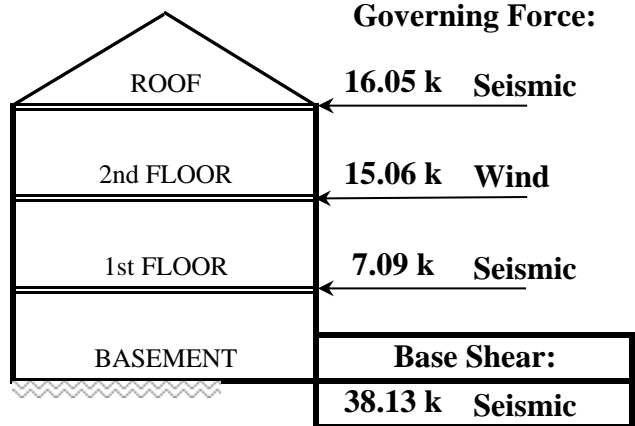 Governing Force:
ROOF 16.05 k Seismic
2nd FLOOR 15.06 k Wind
1st FLOOR 7.09 k Seismic
BASEMENT Base Shear:
38.13 k Seismic